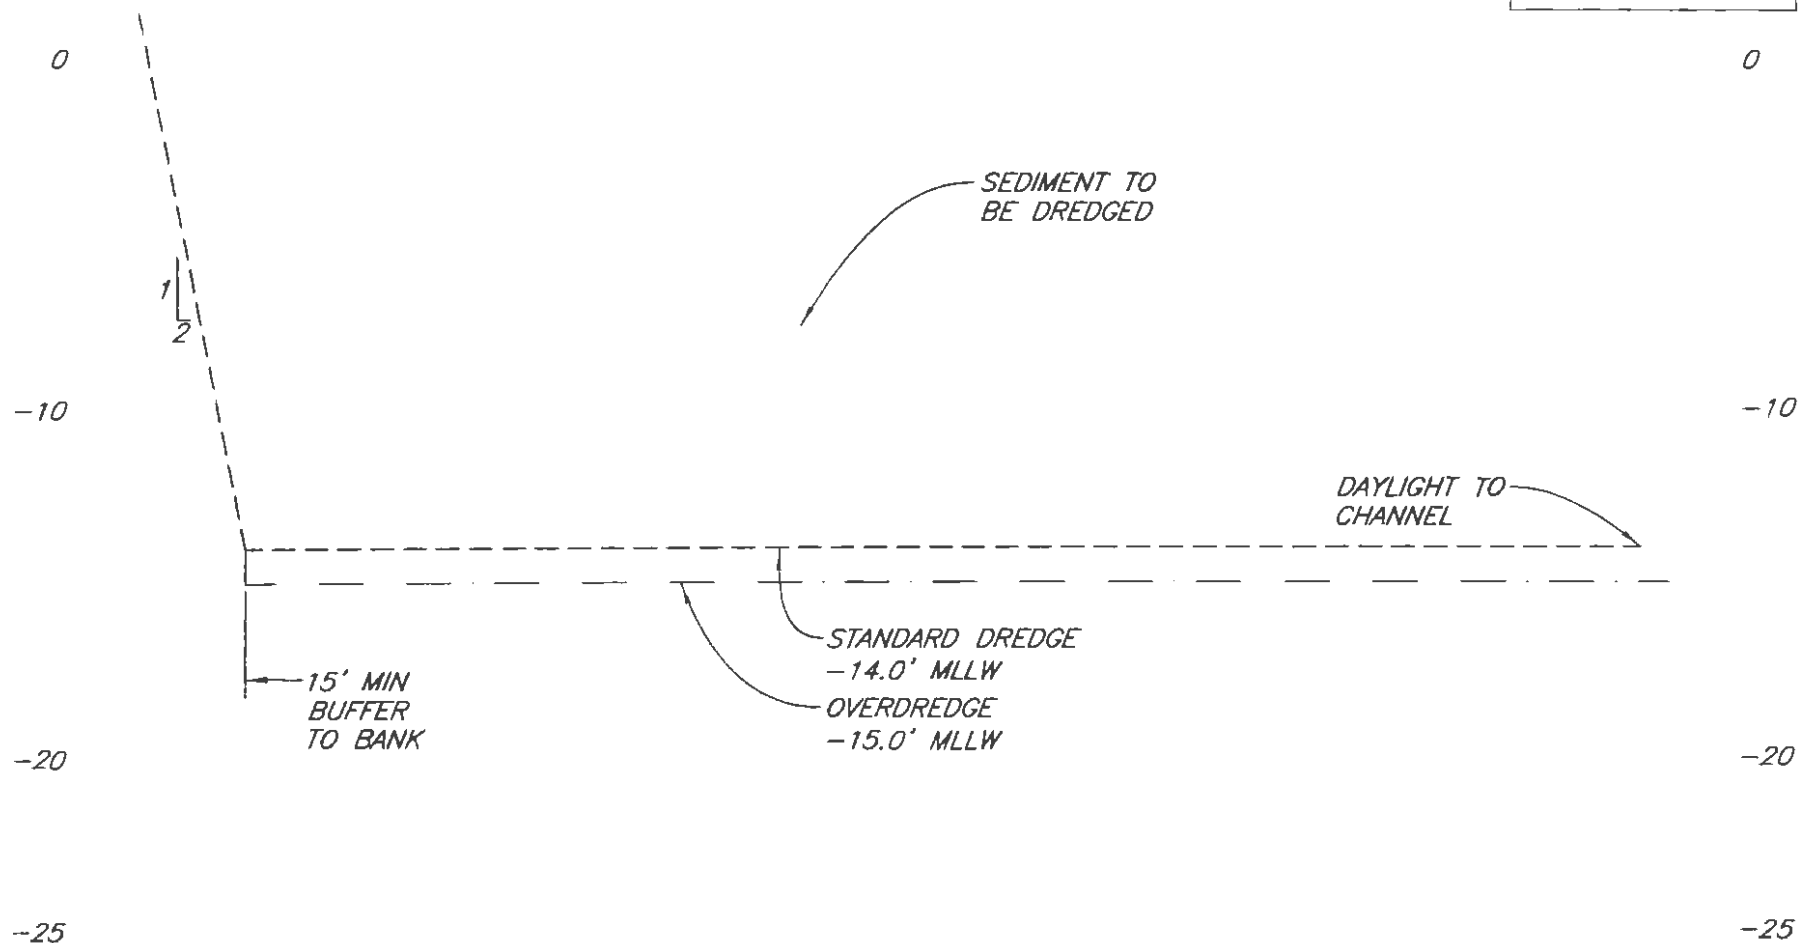 0
0
SEDIMENT TO
BE DREDGED
1
2
-10
-10
DAYLIGHT TO
CHANNEL
STANDARD DREDGE
-14.0' MLLW
15' MIN
BUFFER
TO BANK
OVERDREDGE
-15.0' MLLW
-20
-20
-25
-25